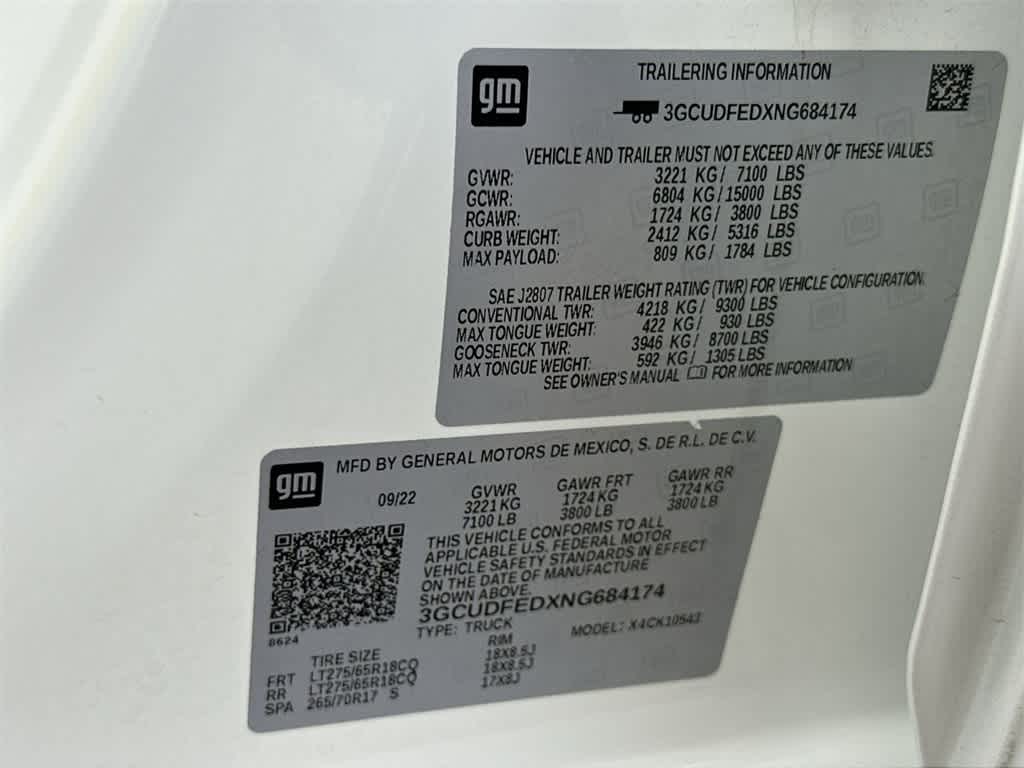 gm
TRAILERING INFORMATION
3GCUDFEDXNG684174
VEHICLE AND TRAILER MUST NOT EXCEED ANY OF THESE VALUES.
GVWR: 3221 KG / 7100 LBS
GCWR: 6804 KG / 15000 LBS
RGAWR: 1724 KG / 3800 LBS
CURB WEIGHT: 2412 KG / 5316 LBS
MAX PAYLOAD: 809 KG / 1784 LBS
SAE J2807 TRAILER WEIGHT RATING (TWR) FOR VEHICLE CONFIGURATION.
CONVENTIONAL TWR: 4218 KG / 9300 LBS
MAX TONGUE WEIGHT: 422 KG / 930 LBS
GOOSENECK TWR: 3946 KG / 8700 LBS
MAX TONGUE WEIGHT: 592 KG / 1305 LBS
SEE OWNER'S MANUAL FOR MORE INFORMATION
gm
MFD BY GENERAL MOTORS DE MEXICO, S. DE R.L. DE C.V.
09/22 GVWR GAWR FRT GAWR RR
3221 KG 1724 KG 1724 KG
7100 LB 3800 LB 3800 LB
THIS VEHICLE CONFORMS TO ALL
APPLICABLE U.S. FEDERAL MOTOR
VEHICLE SAFETY STANDARDS IN EFFECT
ON THE DATE OF MANUFACTURE
SHOWN ABOVE.
3GCUDFEDXNG684174
8624
TYPE: TRUCK MODEL: X4CK10543
TIRE SIZE RIM
FRT LT275/65R18CQ 18X8.5J
RR LT275/65R18CQ 18X8.5J
SPA 265/70R17 S 17X8J